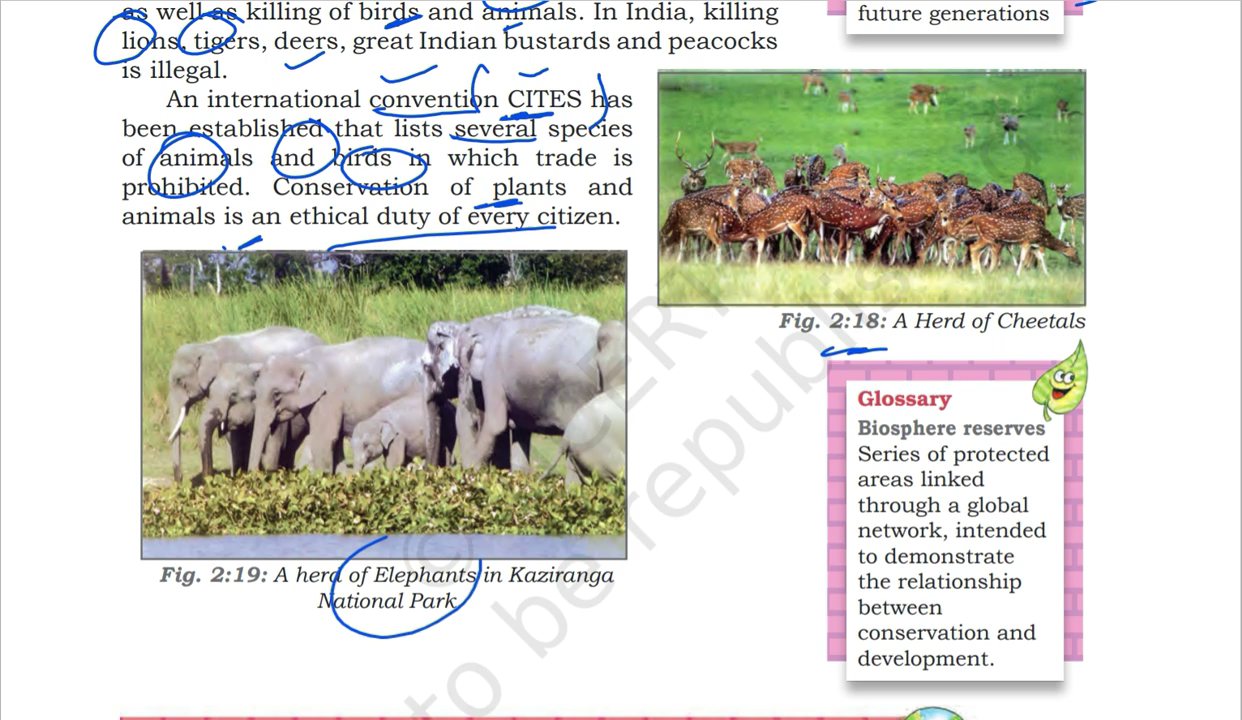 as well as killing of birds and animals. In India, killing
lions, tigers, deers, great Indian bustards and peacocks
is illegal.
An international convention CITES has
been established that lists several species
of animals and birds in which trade is
prohibited. Conservation of plants and
animals is an ethical duty of every citizen.
Fig. 2:19: A herd of Elephants in Kaziranga
National Park
future generations
Fig. 2:18: A Herd of Cheetals
Glossary
Biosphere reserves
Series of protected
areas linked
through a global
network, intended
to demonstrate
the relationship
between
conservation and
development.
to be republis